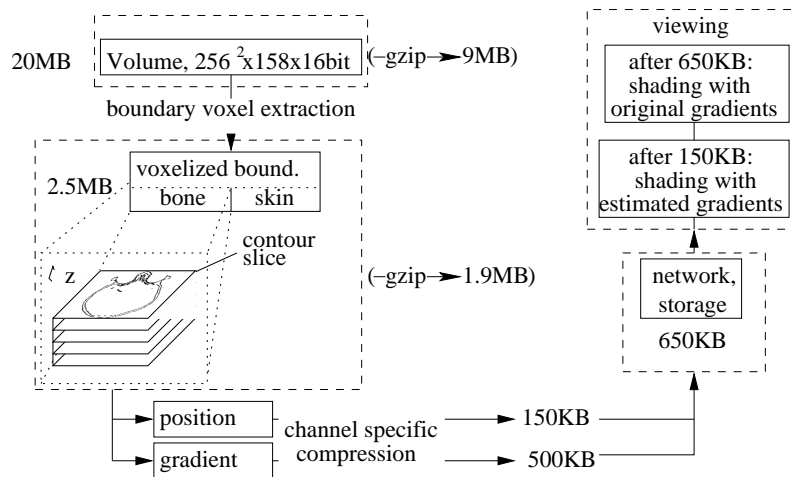 20MB
Volume, 256 ²x158x16bit
(–gzip→9MB)
boundary voxel extraction
2.5MB
voxelized bound.
bone
skin
contour
slice
z
(–gzip→1.9MB)
position
gradient
channel specific
compression
150KB
500KB
viewing
after 650KB:
shading with
original gradients
after 150KB:
shading with
estimated gradients
network,
storage
650KB